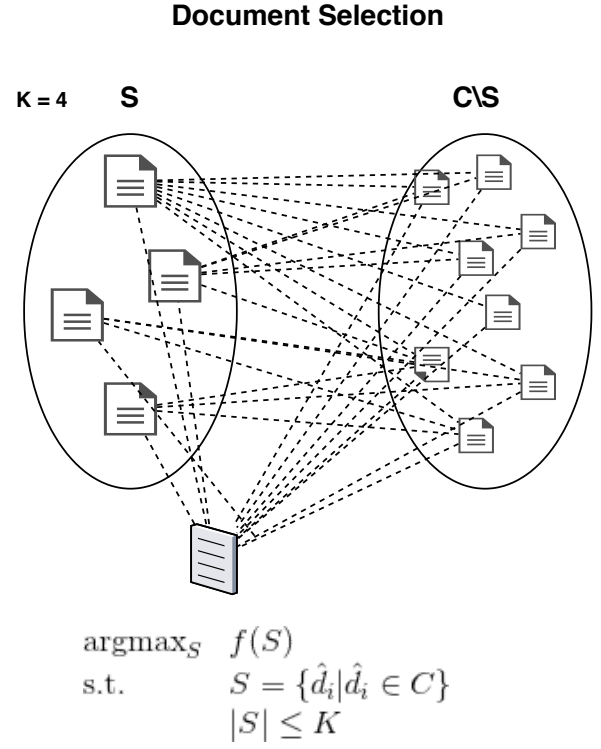 Document Selection
K = 4 S C\S
argmax_S f(S)
s.t. S = {d̂_i|d̂_i ∈ C}
|S| ≤ K